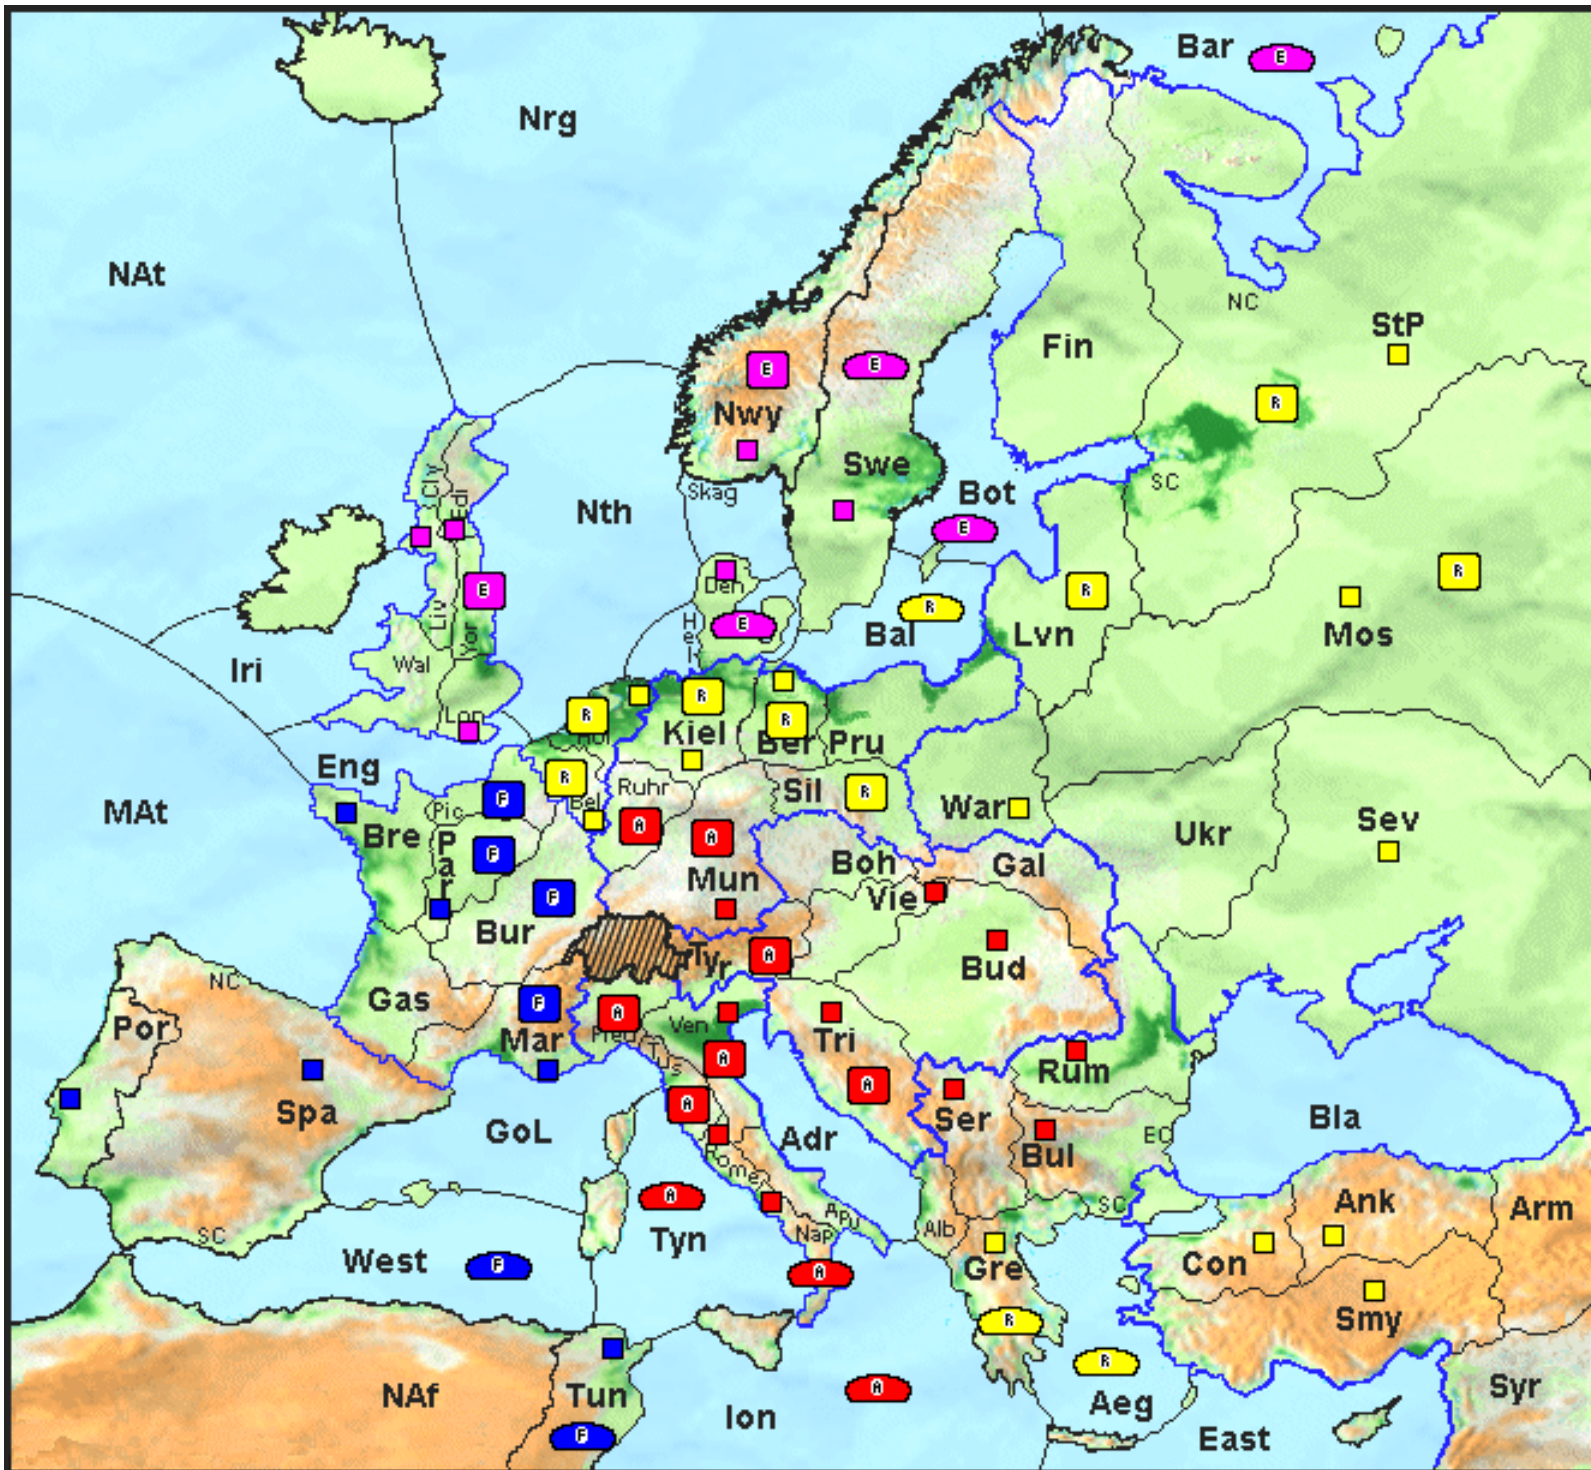 Bar
E
Nrg
NAt
NC
StP
Fin
E
E
R
Nwy
Swe
SC
Cly
Edi
Skag
Bot
Nth
E
R
Den
E
R
R
Liv
Yor
Hel
E
Bal
Lvn
Mos
Iri
Wal
Lon
R
R
R
Hol
Kiel
Ber
Pru
Eng
R
Ruhr
Sil
R
War
MAt
F
Pic
Bel
Sev
Bre
Par
A
A
Ukr
F
Boh
Gal
Mun
Vie
F
Bur
Tyr
A
Bud
NC
Gas
F
A
Por
Mar
Pie
Ven
Tri
Tus
A
Rum
A
Spa
A
Ser
GoL
Adr
Bla
EC
Bul
Rome
A
Ank
SC
Apu
SC
Arm
Tyn
Nap
Alb
West
F
A
Gre
Con
R
Smy
R
NAf
Tun
A
Syr
Ion
Aeg
F
East